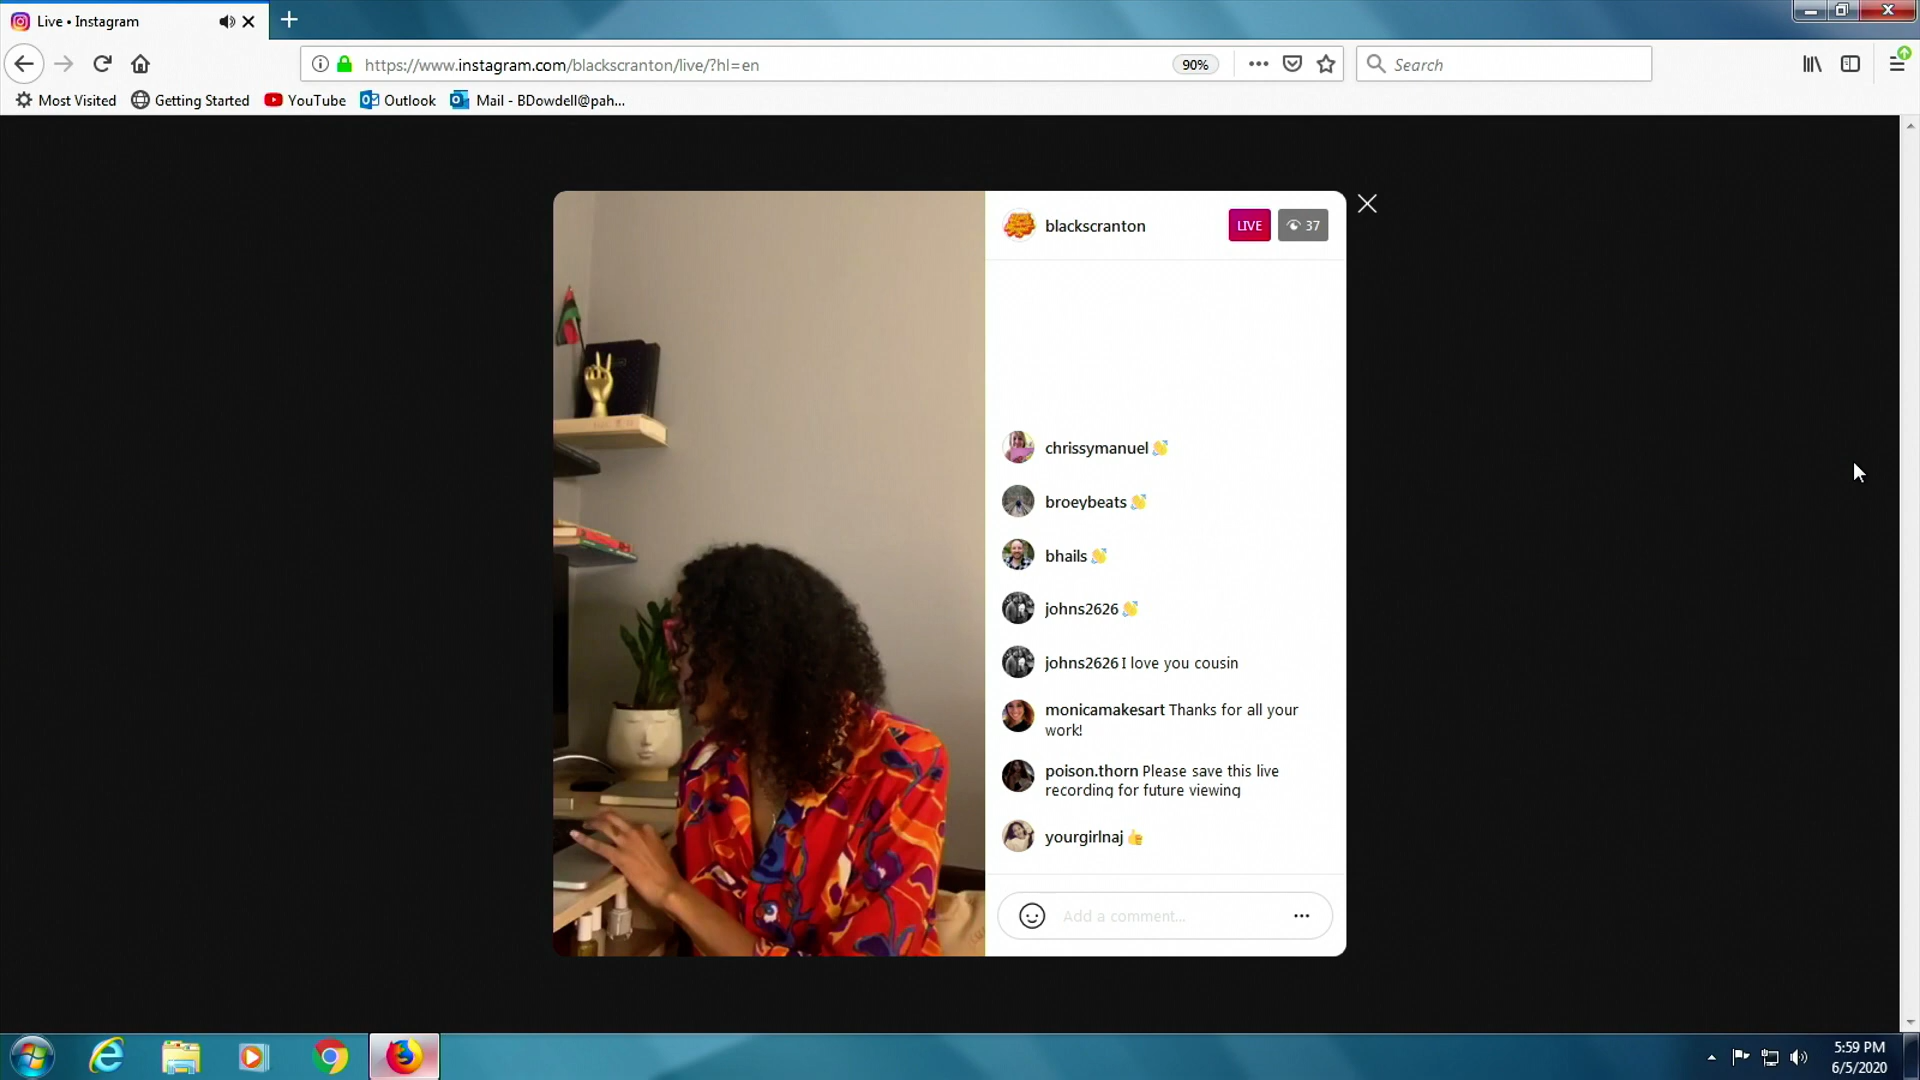 Live • Instagram
https://www.instagram.com/blackscranton/live/?hl=en
90%
Search
Most Visited
Getting Started
YouTube
Outlook
Mail - BDowdell@pah...
blackscranton
LIVE
37
chrissymanuel 👋
broeybeats 👋
bhails 👋
johns2626 👋
johns2626 I love you cousin
monicamakesart Thanks for all your
work!
poison.thorn Please save this live
recording for future viewing
yourgirlnaj 👍
Add a comment...
5:59 PM
6/5/2020